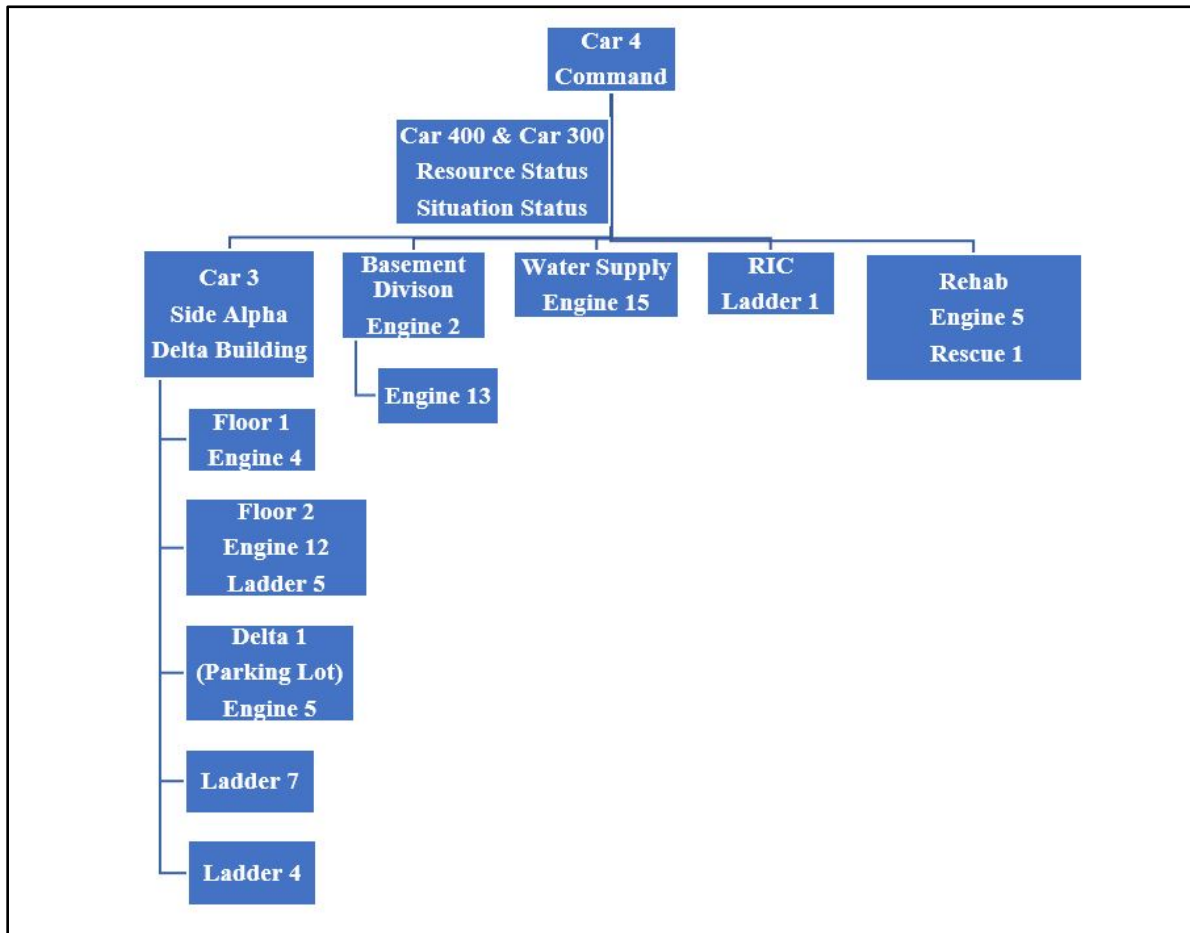 Car 4
Command
Car 400 & Car 300
Resource Status
Situation Status
Car 3
Side Alpha
Delta Building
Basement
Divison
Engine 2
Water Supply
Engine 15
RIC
Ladder 1
Rehab
Engine 5
Rescue 1
Engine 13
Floor 1
Engine 4
Floor 2
Engine 12
Ladder 5
Delta 1
(Parking Lot)
Engine 5
Ladder 7
Ladder 4